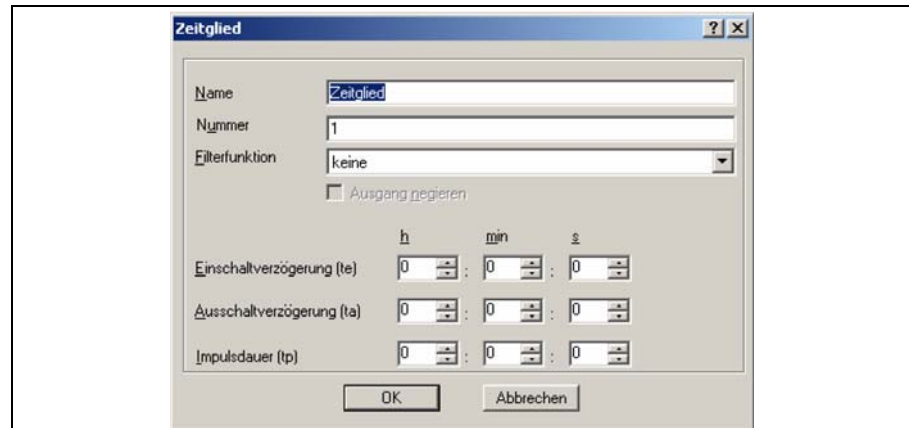 Zeitglied
Name Zeitglied
Nummer 1
Filterfunktion keine
Ausgang negieren
h min s
Einschaltverzögerung (te) 0 : 0 : 0
Ausschaltverzögerung (ta) 0 : 0 : 0
Impulsdauer (tp) 0 : 0 : 0
OK Abbrechen